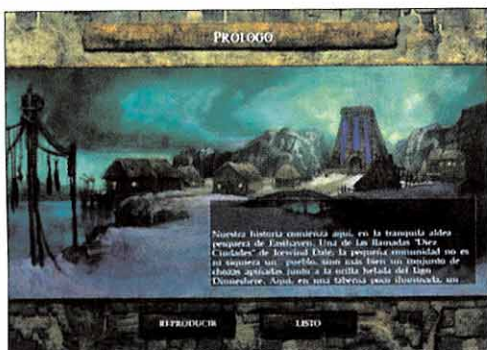 PROLOGO
Nuestra historia comienza aquí, en la tranquila aldea
pesquera de Easthaven. Una de las llamadas "Diez
Ciudades" de Icewind Dale, la pequeña comunidad no es
ni siquiera un pueblo, sino más bien un conjunto de
chozas apiñadas junto a la orilla helada del lago
Dinneshere. Aquí, en una taberna poco iluminada, un
REPRODUCIR
LISTO